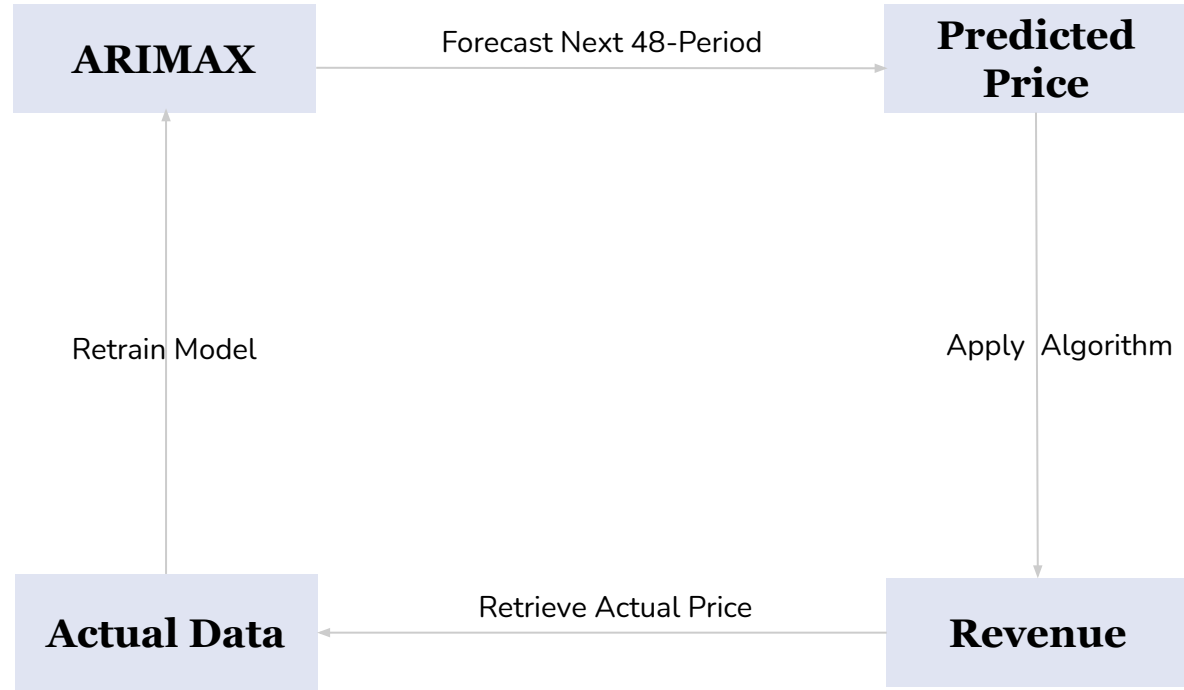 ARIMAX
Forecast Next 48-Period
Predicted
Price
Retrain Model
Apply Algorithm
Actual Data
Retrieve Actual Price
Revenue